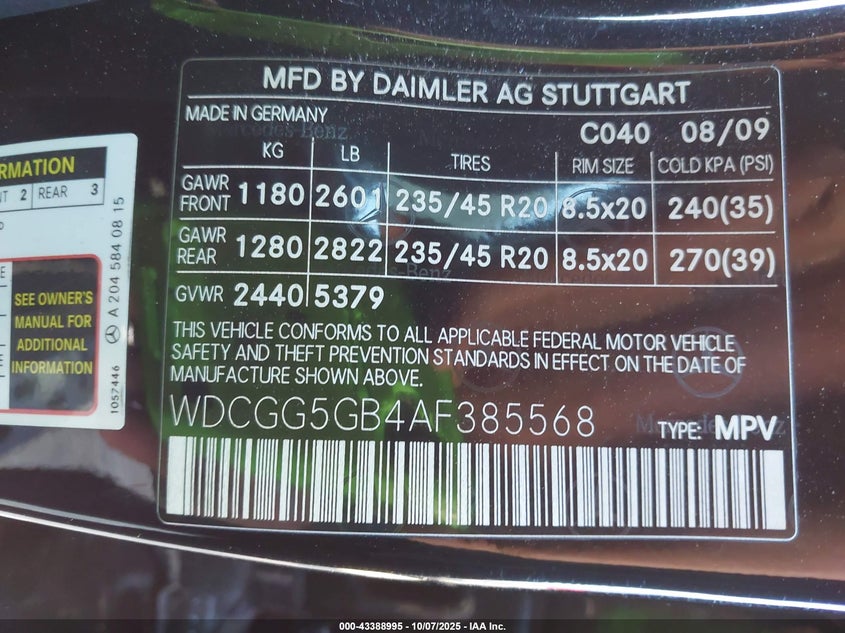 MFD BY DAIMLER AG STUTTGART
MADE IN GERMANY
Mercedes-Benz
C040 08/09
KG LB TIRES RIM SIZE COLD KPA (PSI)
GAWR FRONT 1180 2601 235/45 R20 8.5x20 240(35)
GAWR REAR 1280 2822 235/45 R20 8.5x20 270(39)
GVWR 2440 5379
THIS VEHICLE CONFORMS TO ALL APPLICABLE FEDERAL MOTOR VEHICLE
SAFETY AND THEFT PREVENTION STANDARDS IN EFFECT ON THE DATE OF
MANUFACTURE SHOWN ABOVE.
WDCGG5GB4AF385568 TYPE: MPV
REAR 3
2
SEE OWNER'S
MANUAL FOR
ADDITIONAL
INFORMATION
A 204 584 08 15
1057446
000-43388995 - 10/07/2025 - IAA Inc.